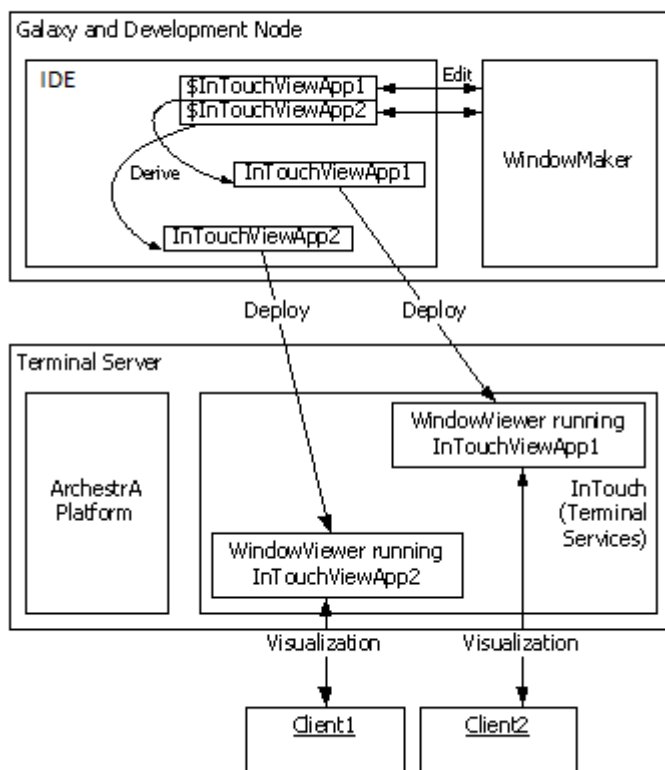 Galaxy and Development Node
IDE
$InTouchViewApp1
$InTouchViewApp2
Edit
WindowMaker
Derive
InTouchViewApp1
InTouchViewApp2
Deploy
Deploy
Terminal Server
ArchestrA
Platform
WindowViewer running
InTouchViewApp1
InTouch
(Terminal
Services)
WindowViewer running
InTouchViewApp2
Visualization
Visualization
Client1
Client2